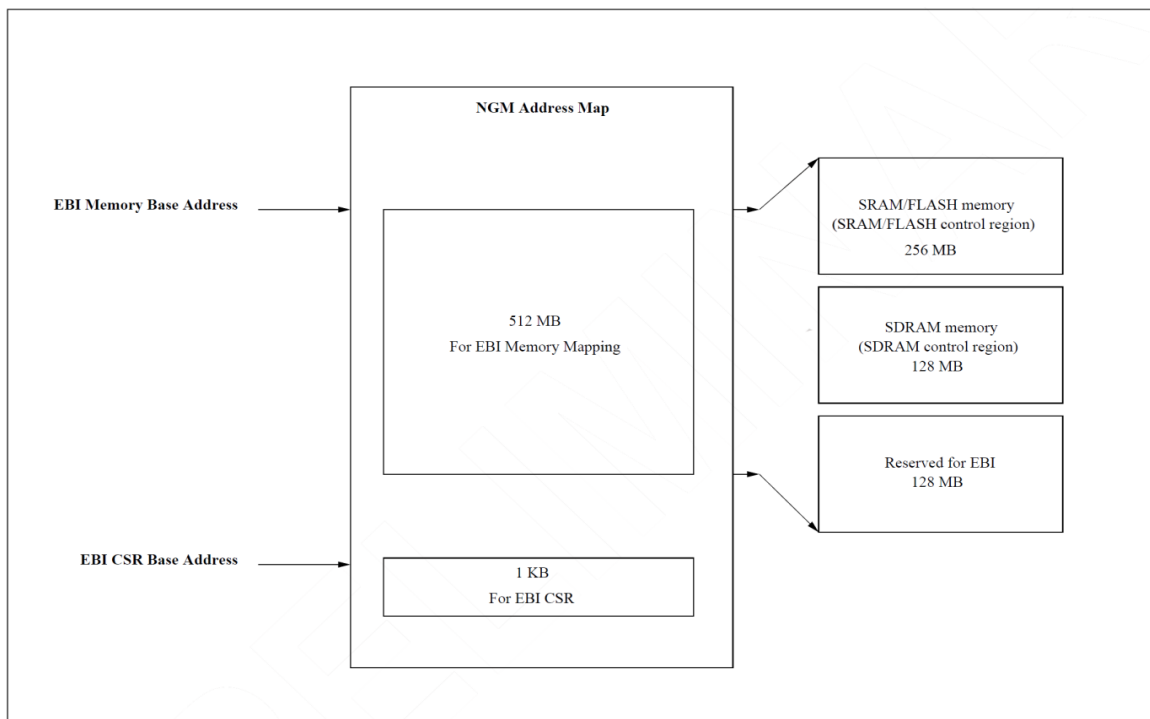 NGM Address Map
EBI Memory Base Address
512 MB
For EBI Memory Mapping
EBI CSR Base Address
1 KB
For EBI CSR
SRAM/FLASH memory
(SRAM/FLASH control region)
256 MB
SDRAM memory
(SDRAM control region)
128 MB
Reserved for EBI
128 MB